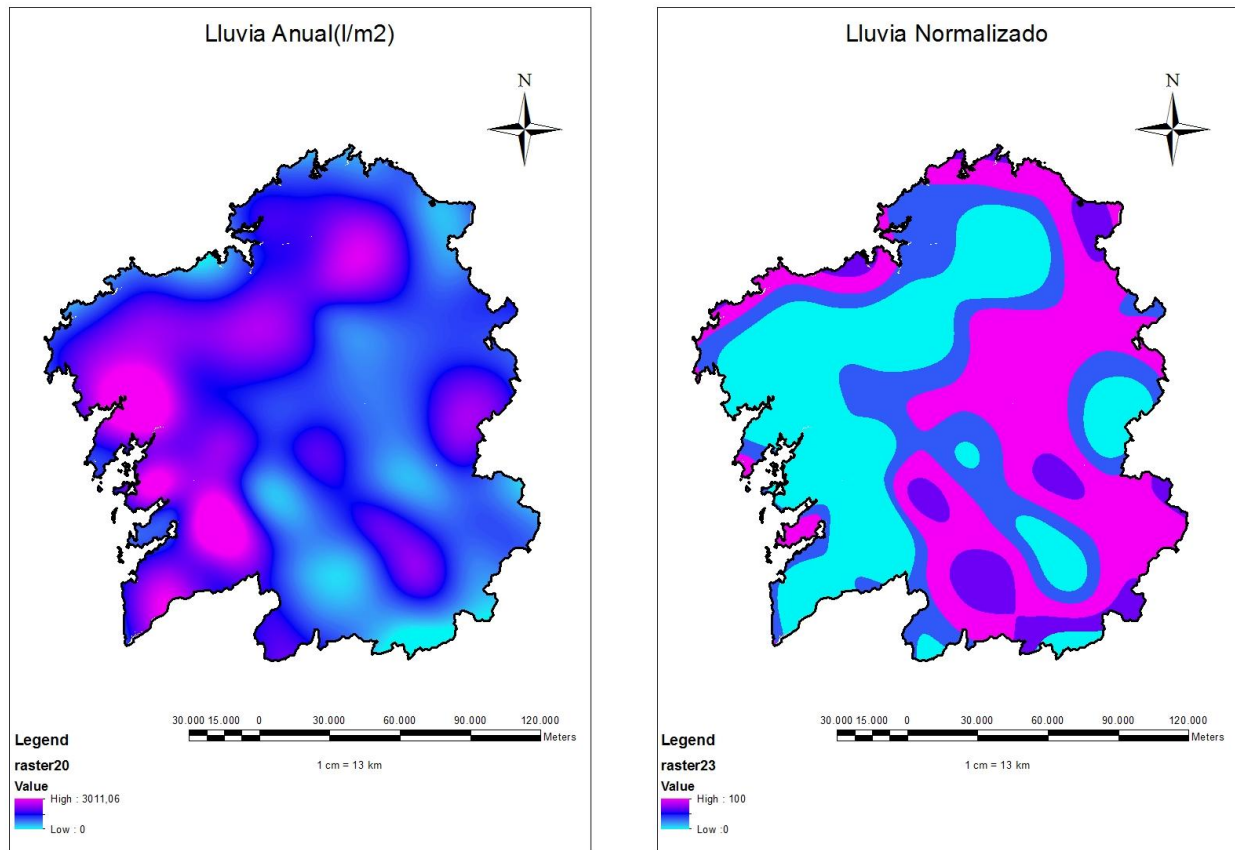 Lluvia Anual(l/m2)
N
30.000 15.000 0 30.000 60.000 90.000 120.000
Meters
1 cm = 13 km
Legend
raster20
Value
High : 3011,06
Low : 0
Lluvia Normalizado
N
30.000 15.000 0 30.000 60.000 90.000 120.000
Meters
1 cm = 13 km
Legend
raster23
Value
High : 100
Low :0